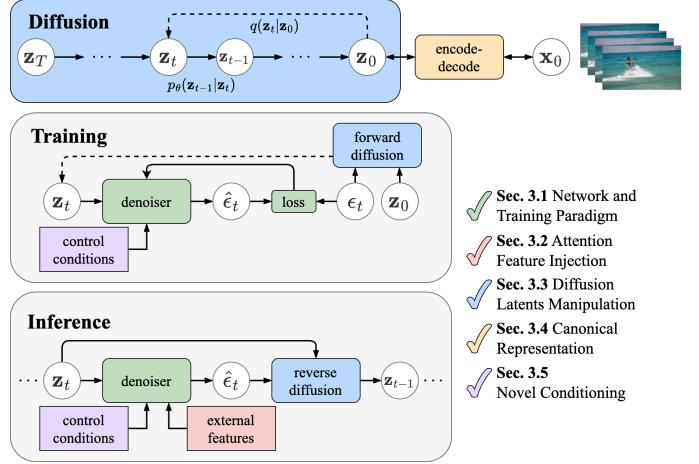 Diffusion
q(z_t|z_0)
z_T
···
z_t
z_{t−1}
···
z_0
encode-
decode
x_0
p_θ(z_{t−1}|z_t)
Training
forward
diffusion
z_t
denoiser
ϵ̂_t
loss
ϵ_t
z_0
control
conditions
Inference
···
z_t
denoiser
ϵ̂_t
reverse
diffusion
z_{t−1}
···
control
conditions
external
features
Sec. 3.1 Network and
Training Paradigm
Sec. 3.2 Attention
Feature Injection
Sec. 3.3 Diffusion
Latents Manipulation
Sec. 3.4 Canonical
Representation
Sec. 3.5
Novel Conditioning